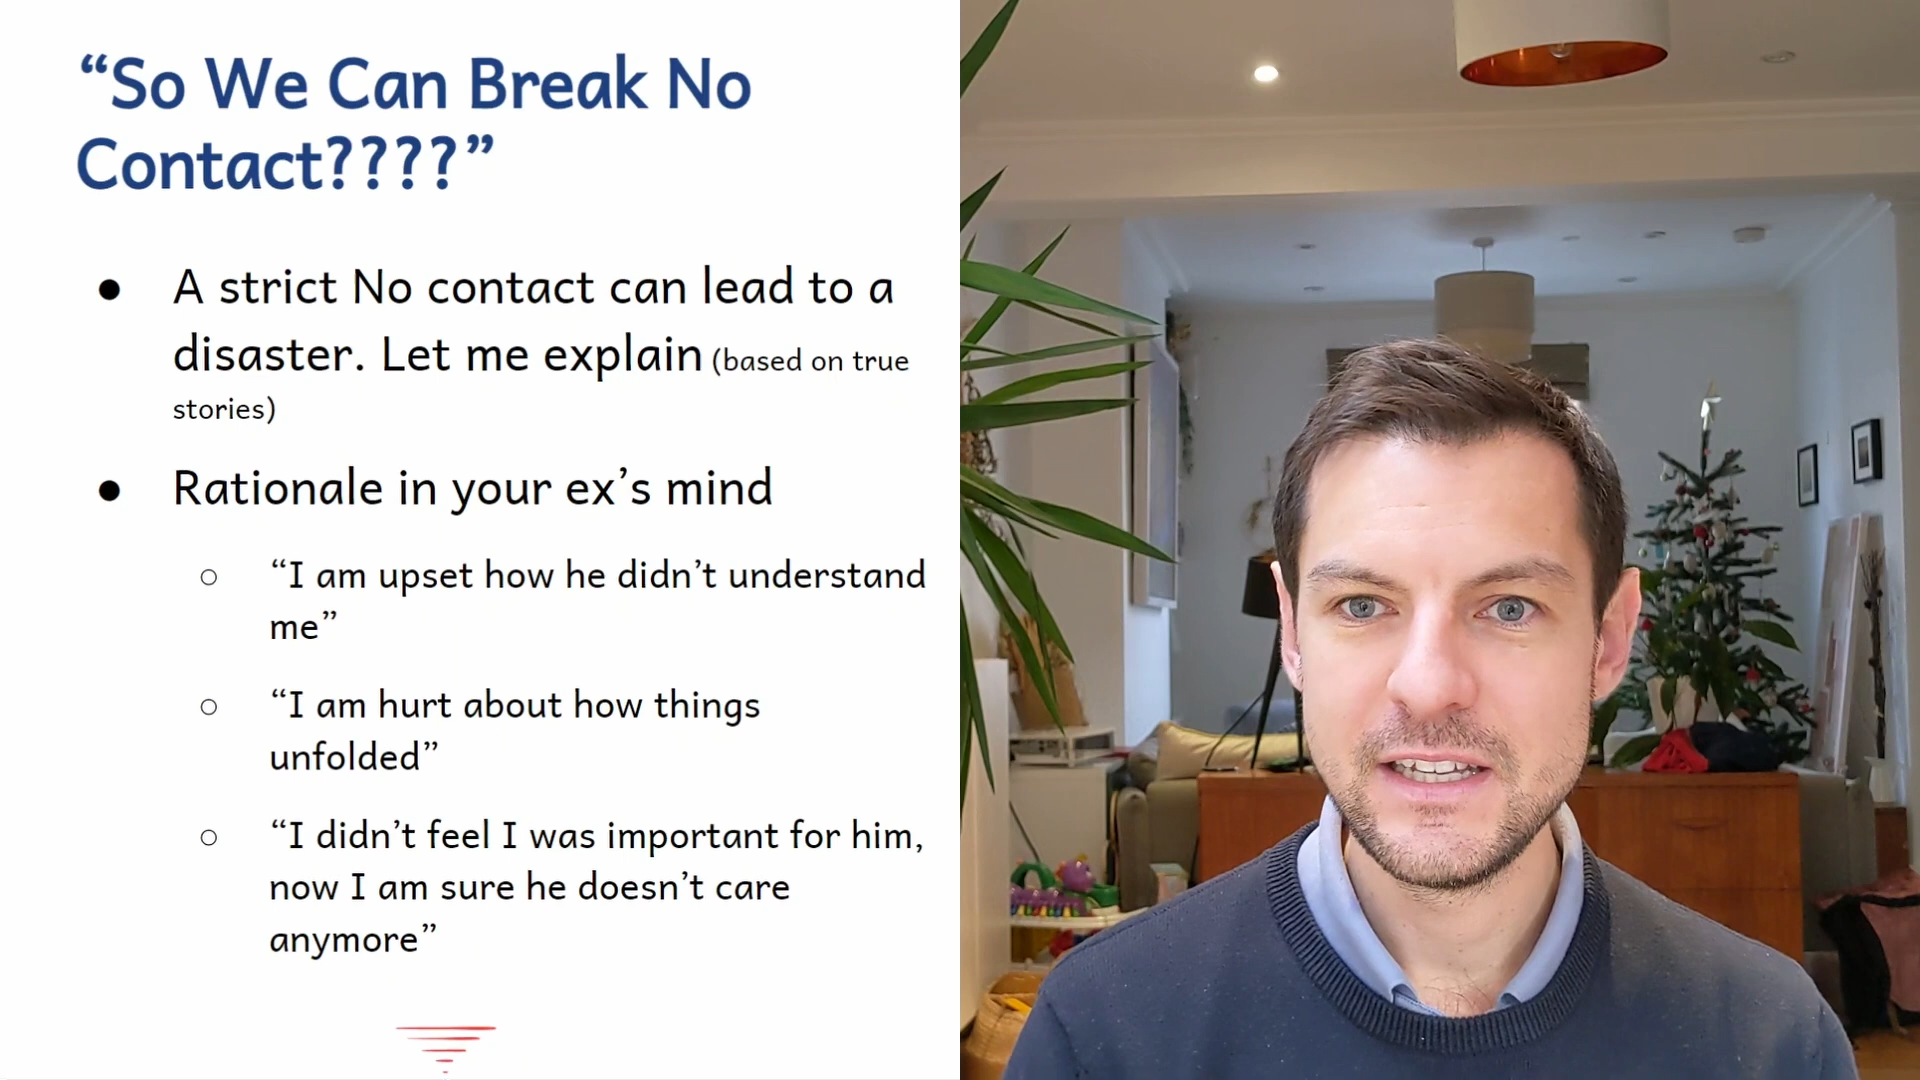 “So We Can Break No
Contact????”
● A strict No contact can lead to a
disaster. Let me explain (based on true
stories)
● Rationale in your ex’s mind
○ “I am upset how he didn’t understand
me”
○ “I am hurt about how things
unfolded”
○ “I didn’t feel I was important for him,
now I am sure he doesn’t care
anymore”